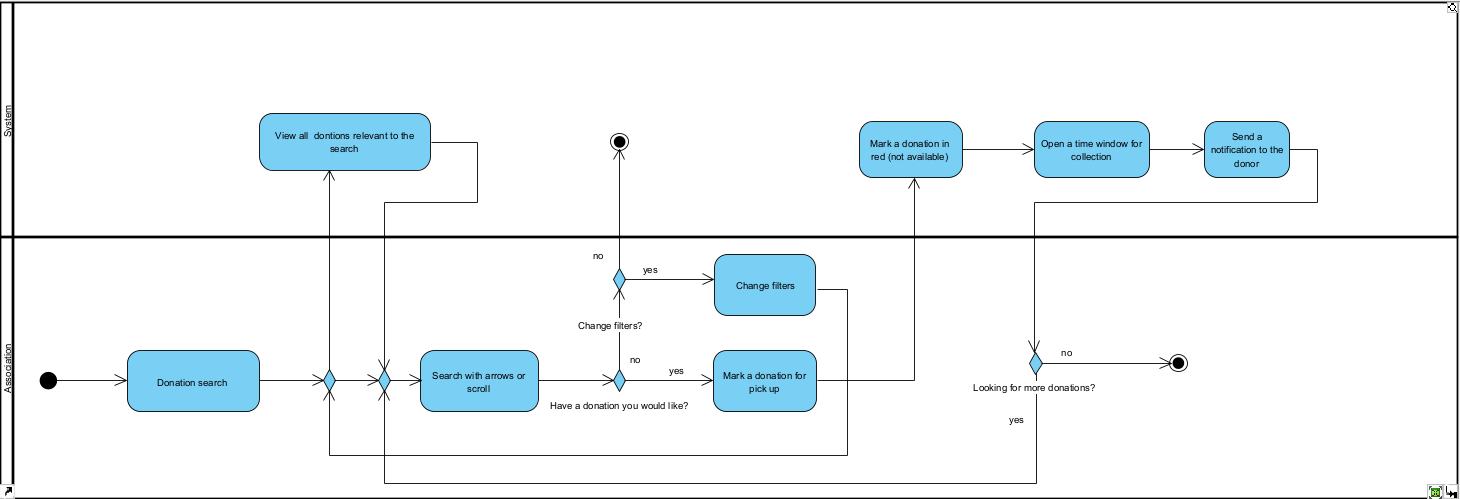 System
View all dontions relevant to the
search
Mark a donation in
red (not available)
Open a time window for
collection
Send a
notification to the
donor
Association
no
yes
Change filters
Change filters?
Donation search
Search with arrows or
scroll
no
yes
Have a donation you would like?
Mark a donation for
pick up
no
Looking for more donations?
yes